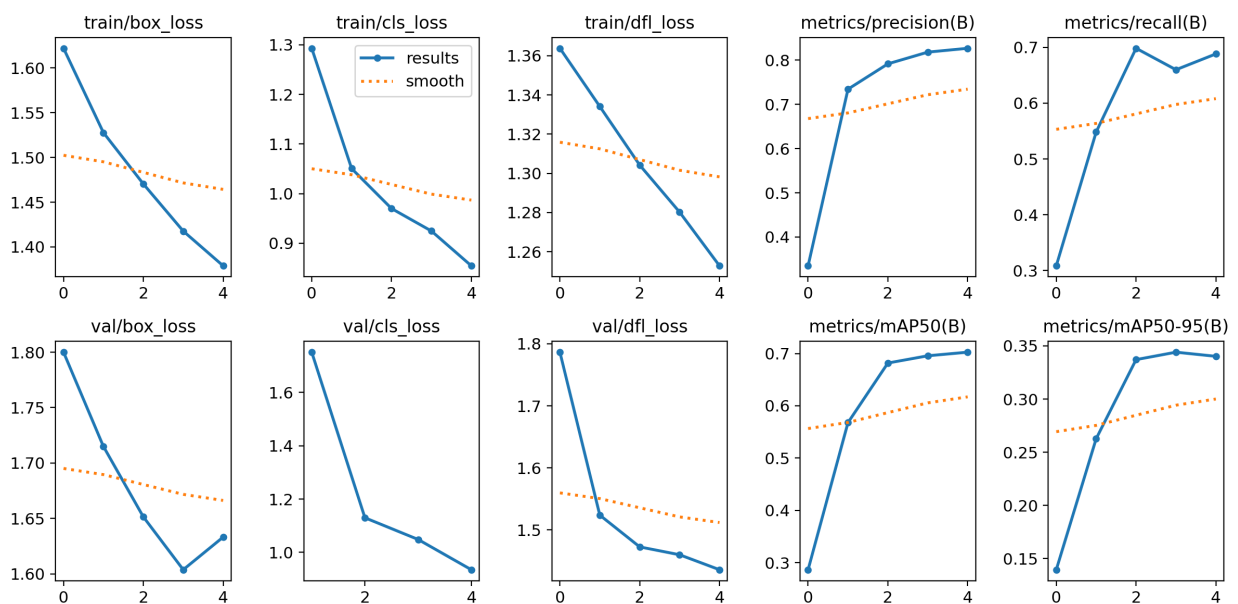 train/box_loss
train/cls_loss
train/dfl_loss
metrics/precision(B)
metrics/recall(B)
1.60
1.55
1.50
1.45
1.40
0 2 4
1.3
1.2
1.1
1.0
0.9
results
smooth
0 2 4
1.36
1.34
1.32
1.30
1.28
1.26
0 2 4
0.8
0.7
0.6
0.5
0.4
0 2 4
0.7
0.6
0.5
0.4
0.3
0 2 4
val/box_loss
val/cls_loss
val/dfl_loss
metrics/mAP50(B)
metrics/mAP50-95(B)
1.80
1.75
1.70
1.65
1.60
0 2 4
1.6
1.4
1.2
1.0
2 4
1.8
1.7
1.6
1.5
0 2 4
0.7
0.6
0.5
0.4
0.3
0 2 4
0.35
0.30
0.25
0.20
0.15
0 2 4